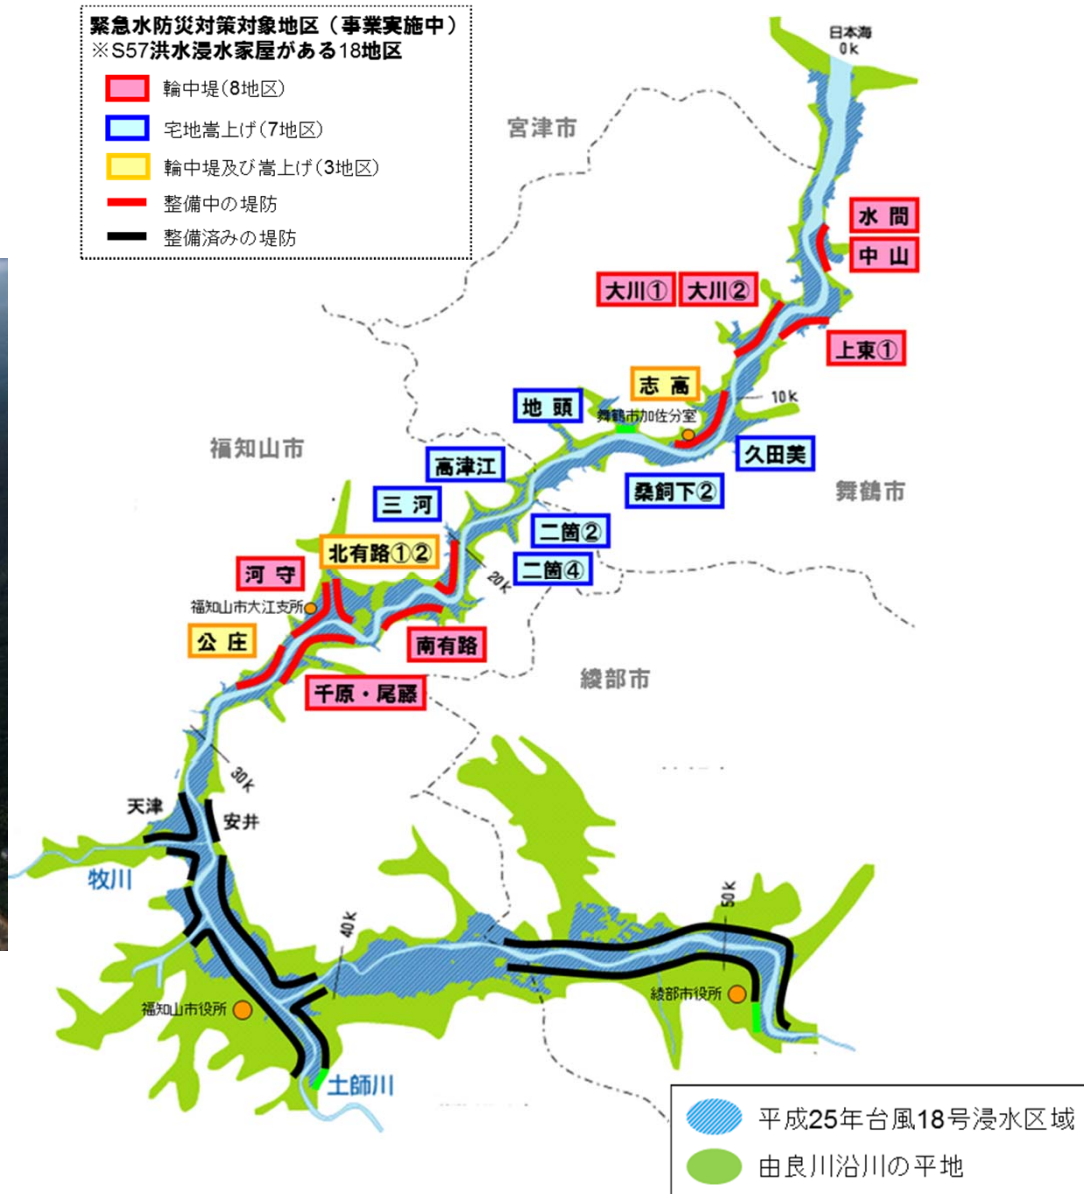 緊急水防災対策対象地区（事業実施中）
※S57洪水浸水家屋がある18地区
輪中堤(8地区)
宅地嵩上げ(7地区)
輪中堤及び嵩上げ(3地区)
整備中の堤防
整備済みの堤防
日本海
0k
宮津市
水間
中山
大川①
大川②
上東①
志高
10k
地頭
舞鶴市加佐分室
久田美
福知山市
高津江
桑飼下②
舞鶴市
三河
北有路①②
二箇②
二箇④
20k
河守
福知山市大江支所
公庄
南有路
綾部市
千原・尾藤
30k
天津
安井
牧川
40k
50k
福知山市役所
綾部市役所
土師川
平成25年台風18号浸水区域
由良川沿川の平地